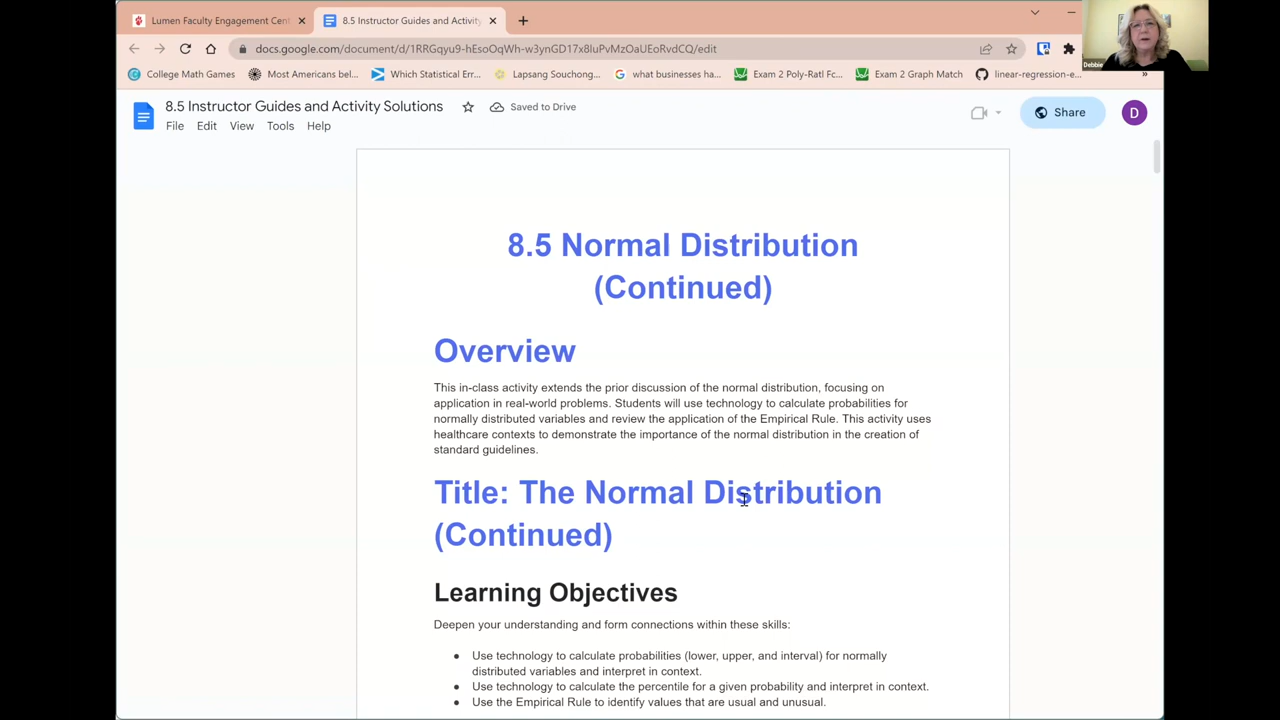 Lumen Faculty Engagement Cent
8.5 Instructor Guides and Activity
docs.google.com/document/d/1RRGqyu9-hEsoOqWh-w3ynGD17x8luPvMzOaUEoRvdCQ/edit
College Math Games
Most Americans bel...
Which Statistical Err...
Lapsang Souchong...
what businesses ha...
Exam 2 Poly-Ratl Fc...
Exam 2 Graph Match
linear-regression-e...
»
Debbie
8.5 Instructor Guides and Activity Solutions
Saved to Drive
File Edit View Tools Help
Share
D
8.5 Normal Distribution
(Continued)
Overview
This in-class activity extends the prior discussion of the normal distribution, focusing on
application in real-world problems. Students will use technology to calculate probabilities for
normally distributed variables and review the application of the Empirical Rule. This activity uses
healthcare contexts to demonstrate the importance of the normal distribution in the creation of
standard guidelines.
Title: The Normal Distribution
(Continued)
Learning Objectives
Deepen your understanding and form connections within these skills:
● Use technology to calculate probabilities (lower, upper, and interval) for normally
distributed variables and interpret in context.
● Use technology to calculate the percentile for a given probability and interpret in context.
● Use the Empirical Rule to identify values that are usual and unusual.